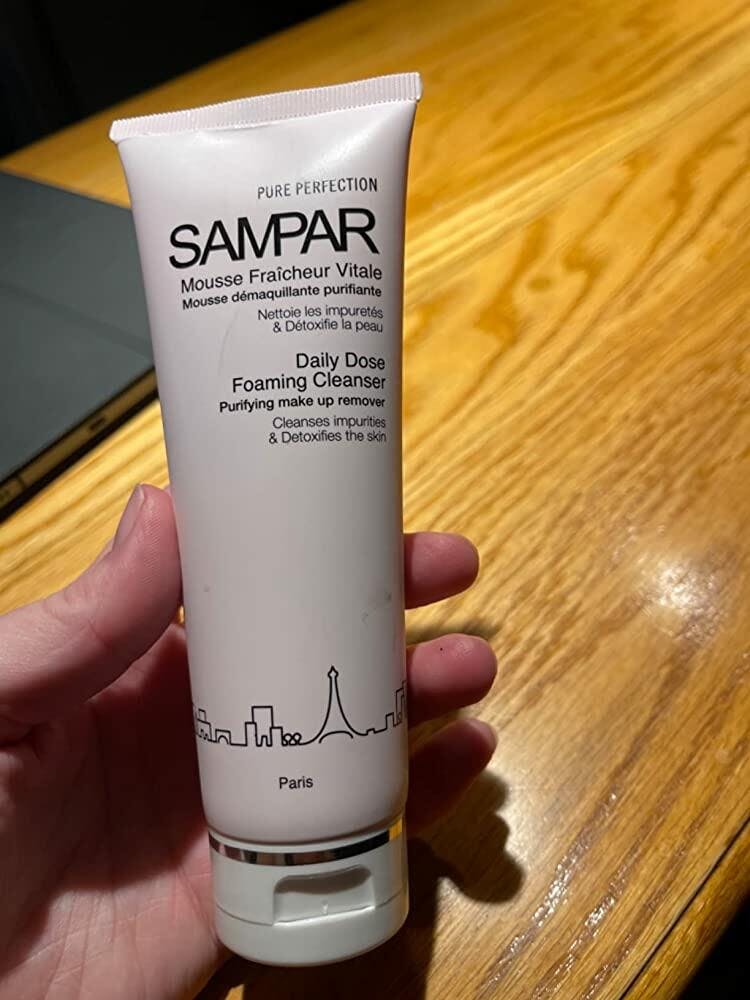 PURE PERFECTION
SAMPAR
Mousse Fraîcheur Vitale
Mousse démaquillante purifiante
Nettoie les impuretés
& Détoxifie la peau
Daily Dose
Foaming Cleanser
Purifying make up remover
Cleanses impurities
& Detoxifies the skin
Paris